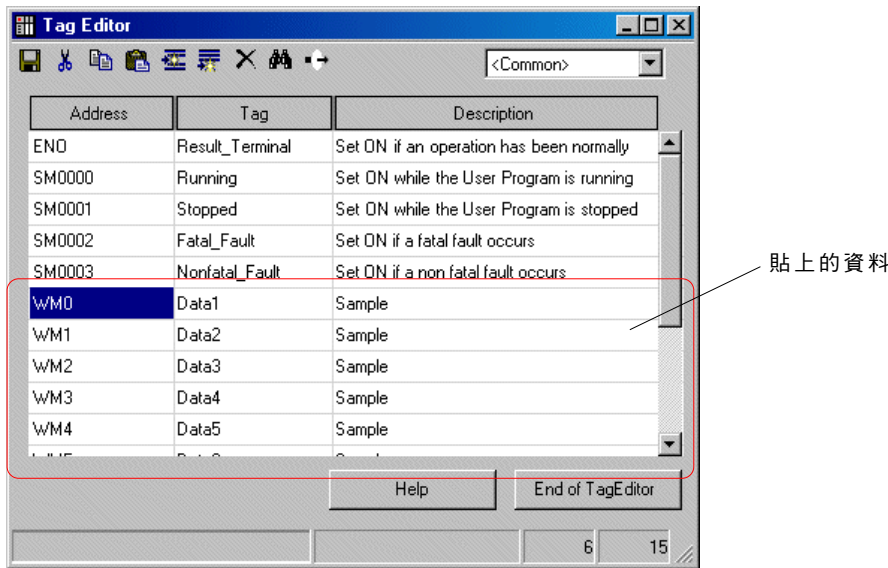 Tag Editor
<Common>
Address Tag Description
ENO Result_Terminal Set ON if an operation has been normally
SM0000 Running Set ON while the User Program is running
SM0001 Stopped Set ON while the User Program is stopped
SM0002 Fatal_Fault Set ON if a fatal fault occurs
SM0003 Nonfatal_Fault Set ON if a non fatal fault occurs
貼上的資料
WM0 Data1 Sample
WM1 Data2 Sample
WM2 Data3 Sample
WM3 Data4 Sample
WM4 Data5 Sample
Help End of TagEditor
6 15